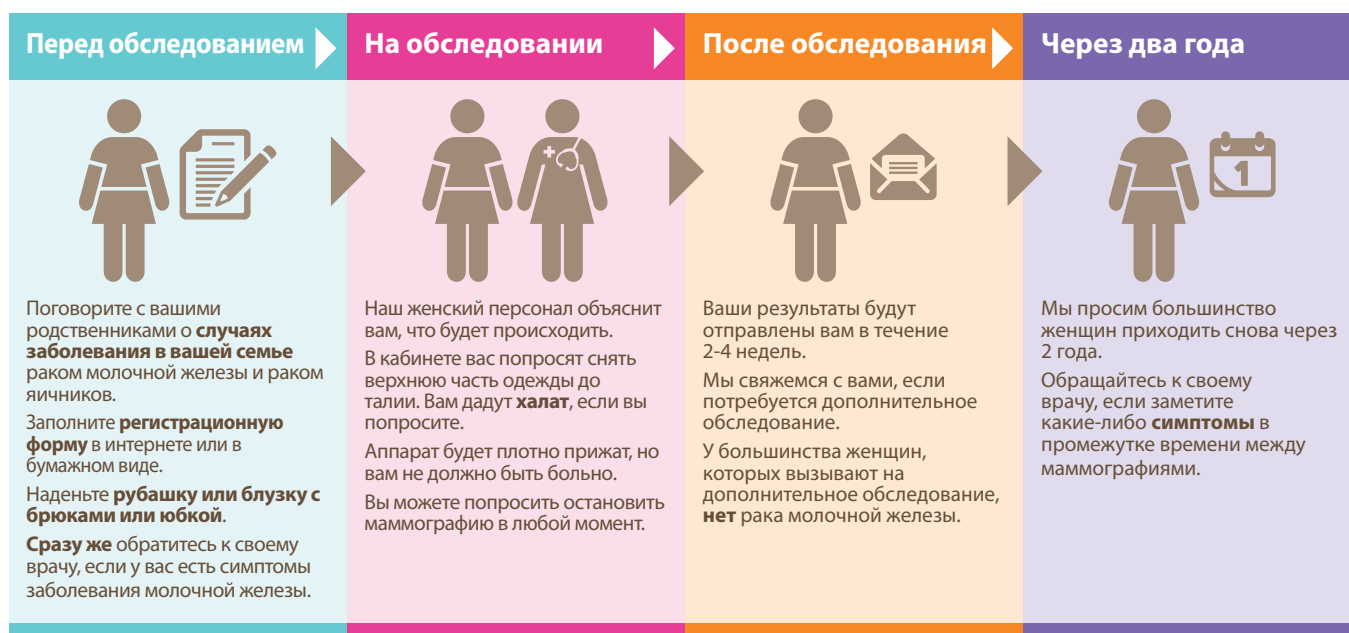 Перед обследованием
Поговорите с вашими
родственниками о случаях
заболевания в вашей семье
раком молочной железы и раком
яичников.
Заполните регистрационную
форму в интернете или в
бумажном виде.
Наденьте рубашку или блузку с
брюками или юбкой.
Сразу же обратитесь к своему
врачу, если у вас есть симптомы
заболевания молочной железы.
На обследовании
Наш женский персонал объяснит
вам, что будет происходить.
В кабинете вас попросят снять
верхнюю часть одежды до
талии. Вам дадут халат, если вы
попросите.
Аппарат будет плотно прижат, но
вам не должно быть больно.
Вы можете попросить остановить
маммографию в любой момент.
После обследования
Ваши результаты будут
отправлены вам в течение
2-4 недель.
Мы свяжемся с вами, если
потребуется дополнительное
обследование.
У большинства женщин,
которых вызывают на
дополнительное обследование,
нет рака молочной железы.
Через два года
1
Мы просим большинство
женщин приходить снова через
2 года.
Обращайтесь к своему
врачу, если заметите
какие-либо симптомы в
промежутке времени между
маммографиями.